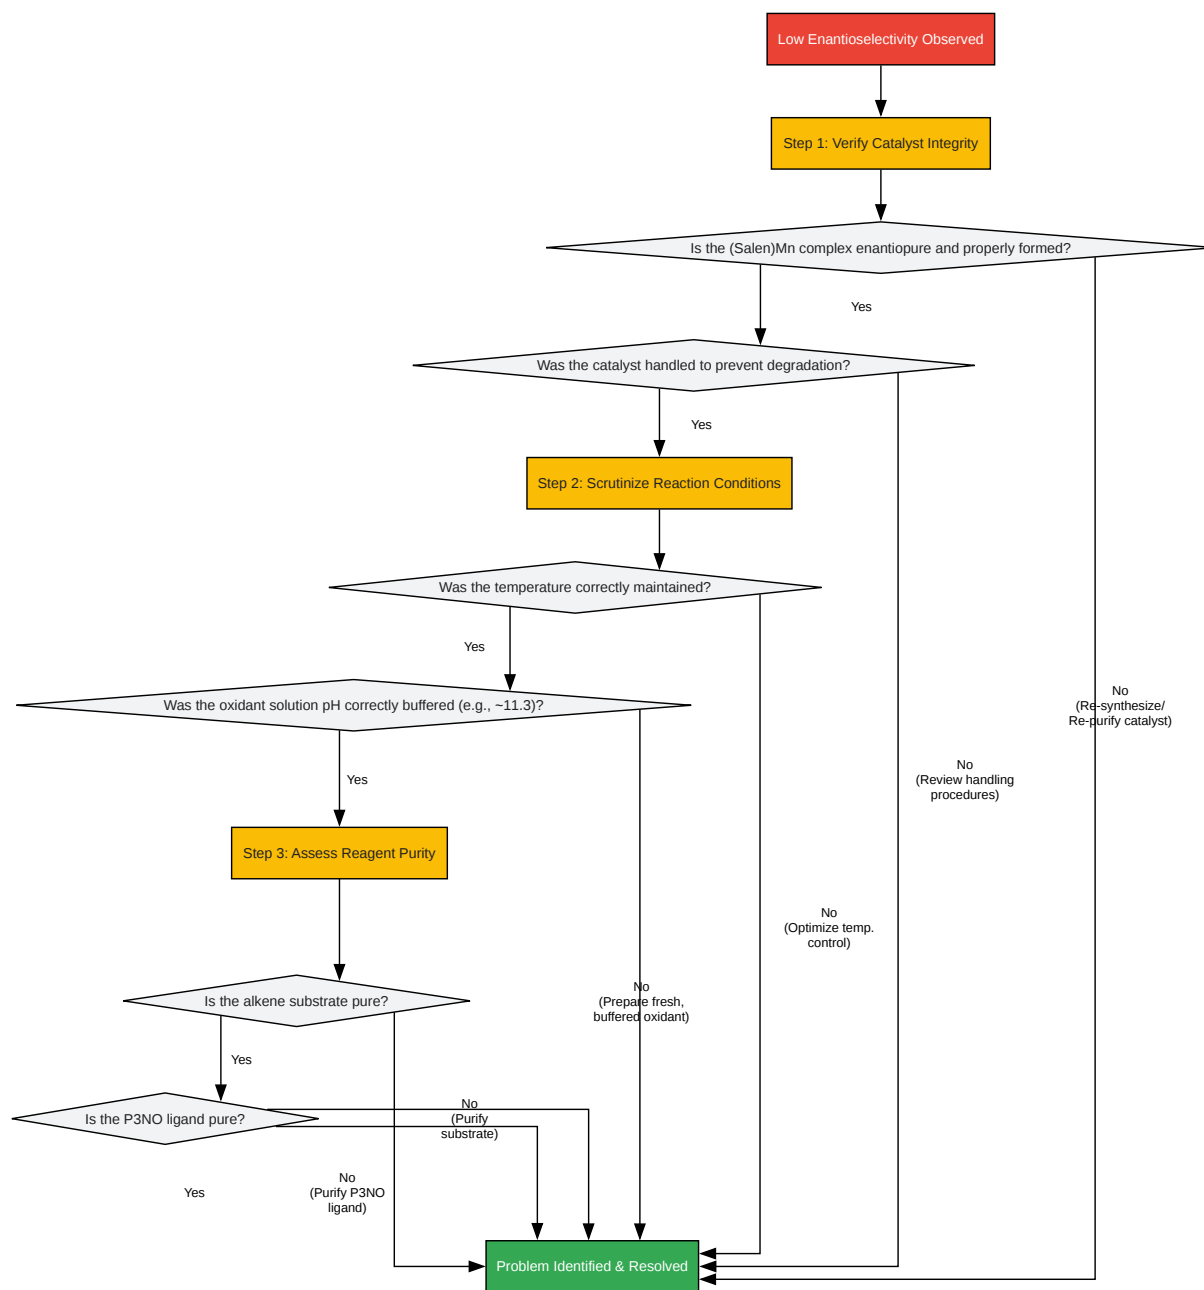 Low Enantioselectivity Observed
Step 1: Verify Catalyst Integrity
Is the (Salen)Mn complex enantiopure and properly formed?
Yes
Was the catalyst handled to prevent degradation?
Yes
Step 2: Scrutinize Reaction Conditions
Was the temperature correctly maintained?
Yes
No
(Re-synthesize/
Re-purify catalyst)
Was the oxidant solution pH correctly buffered (e.g., ~11.3)?
Yes
No
(Review handling
procedures)
Step 3: Assess Reagent Purity
No
(Optimize temp.
control)
Is the alkene substrate pure?
No
(Prepare fresh,
buffered oxidant)
Yes
Is the P3NO ligand pure?
No
(Purify
substrate)
Yes
No
(Purify P3NO
ligand)
Problem Identified & Resolved